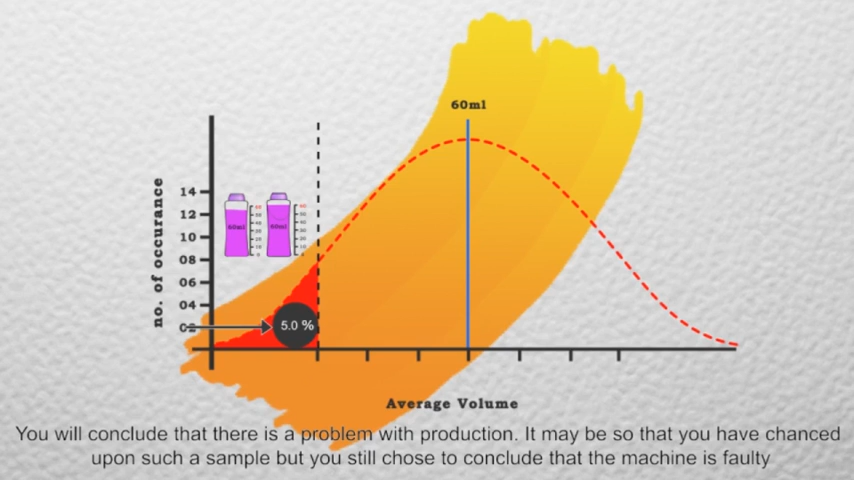 60ml
14
12
10
08
06
04
02
no. of occurance
60ml
60ml
5.0 %
Average Volume
You will conclude that there is a problem with production. It may be so that you have chanced
upon such a sample but you still chose to conclude that the machine is faulty